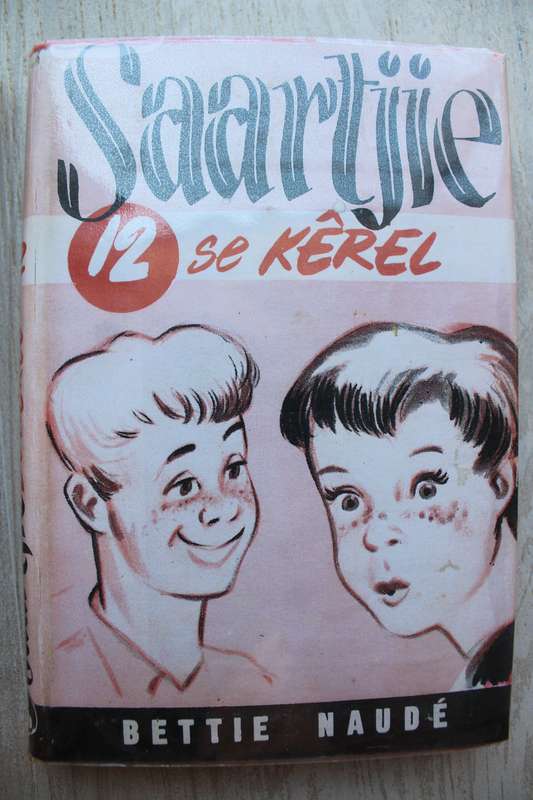 Saartjie
12 se KÊREL
BETTIE NAUDÉ